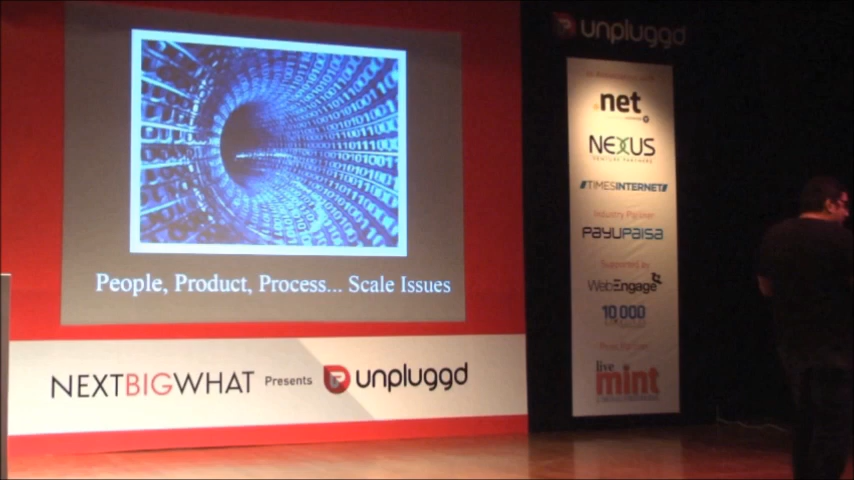 People, Product, Process... Scale Issues
NEXTBIGWHAT Presents unpluggd
unpluggd
.net
NEXUS
VENTURE PARTNERS
TIMESINTERNET
Industry Partner
PAYUPAISA
Supported by
WebEngage
10,000
live
mint